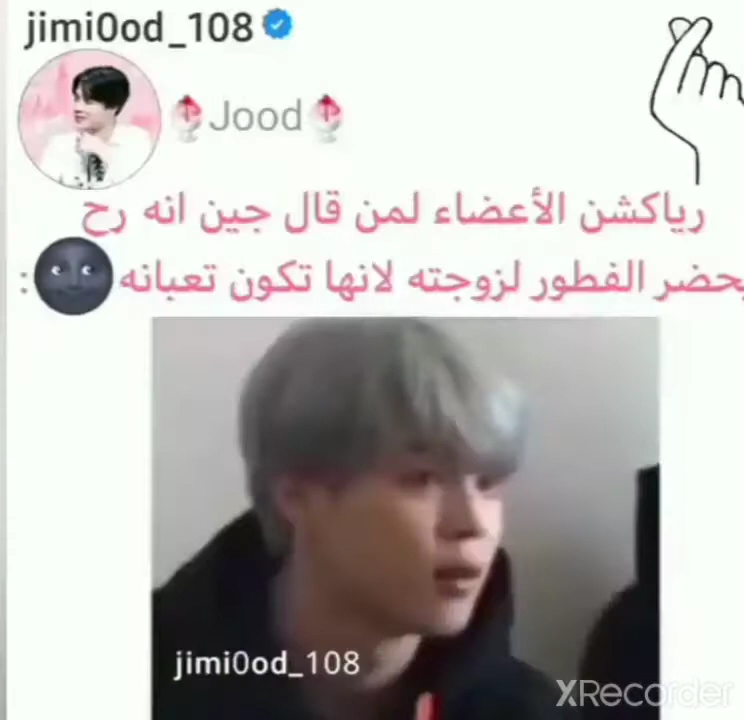 jimi0od_108
Jood
رياكشن الأعضاء لمن قال جين انه رح
يحضر الفطور لزوجته لانها تكون تعبانه🌚:
jimi0od_108
XRecorder